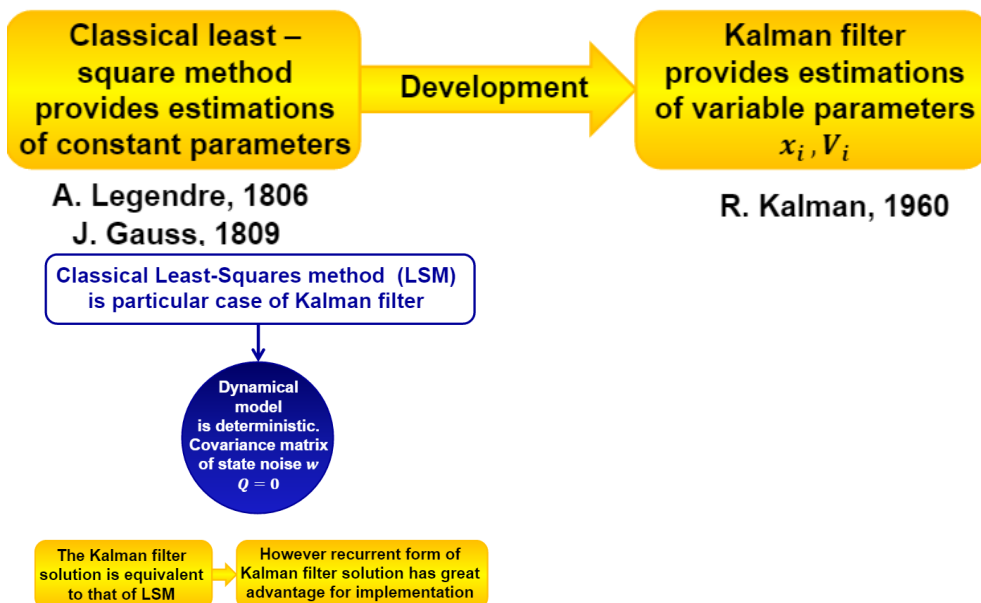 Classical least –
square method
provides estimations
of constant parameters
Development
Kalman filter
provides estimations
of variable parameters
x_i , V_i
A. Legendre, 1806
J. Gauss, 1809
R. Kalman, 1960
Classical Least-Squares method (LSM)
is particular case of Kalman filter
Dynamical
model
is deterministic.
Covariance matrix
of state noise w
Q = 0
The Kalman filter
solution is equivalent
to that of LSM
However recurrent form of
Kalman filter solution has great
advantage for implementation